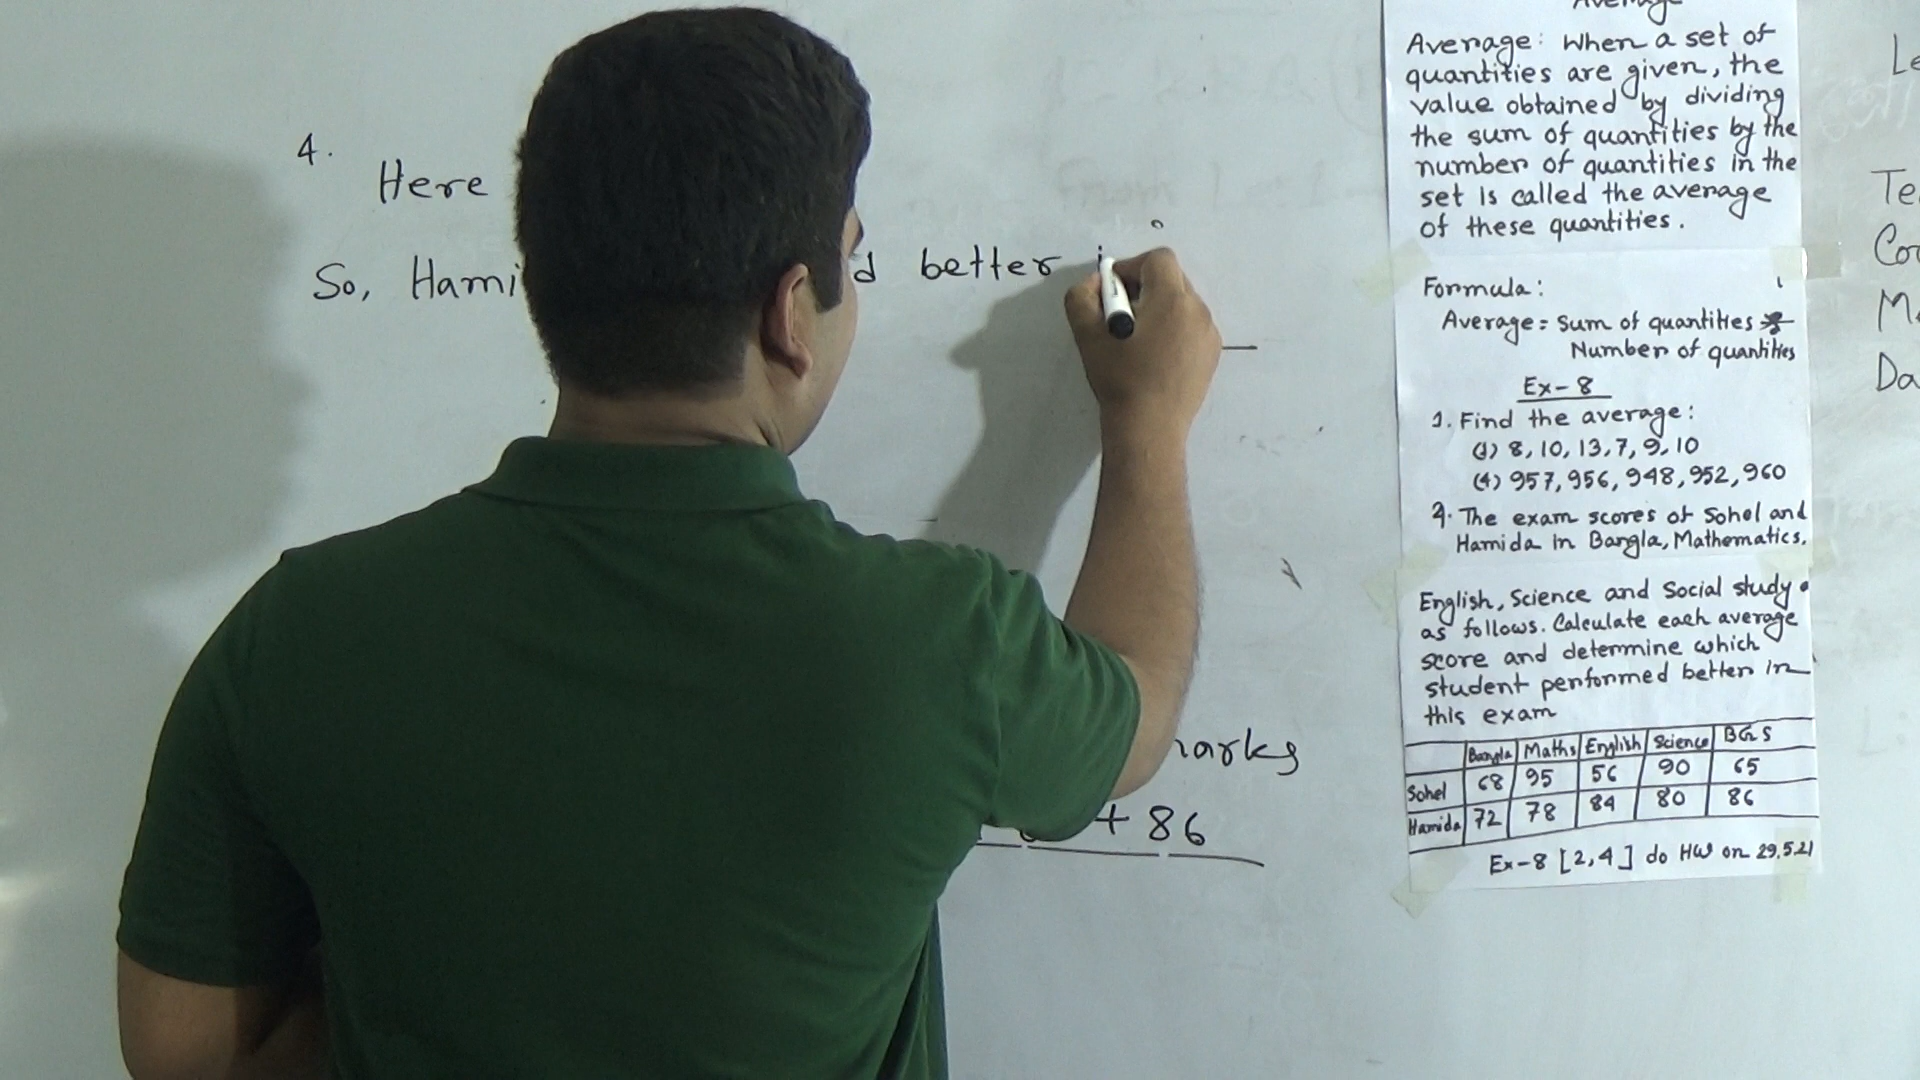 4.
Here
So, Hami d better i
marks
+ 86
Average
Average: When a set of
quantities are given, the
value obtained by dividing
the sum of quantities by the
number of quantities in the
set is called the average
of these quantities.
Formula:
Average = Sum of quantities
Number of quantities
Ex-8
1. Find the average:
(1) 8, 10, 13, 7, 9, 10
(4) 957, 956, 948, 952, 960
4. The exam scores of Sohel and
Hamida in Bangla, Mathematics,
English, Science and Social study
as follows. Calculate each average
score and determine which
student performed better in
this exam
Bangla Maths English Science BGS
Sohel 68 95 56 90 65
Hamida 72 78 84 80 86
Ex-8 [2,4] do HW on 29.5.21
Le
Te
Co
M
Da